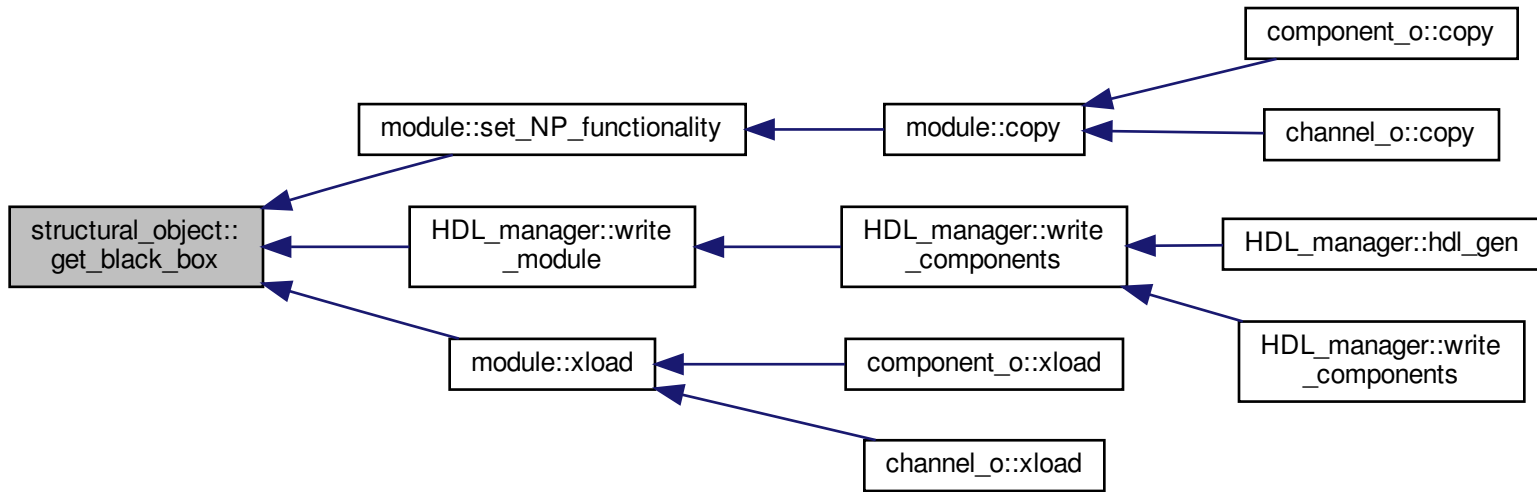 component_o::copy
module::set_NP_functionality
module::copy
channel_o::copy
structural_object::
get_black_box
HDL_manager::write
_module
HDL_manager::write
_components
HDL_manager::hdl_gen
HDL_manager::write
_components
module::xload
component_o::xload
channel_o::xload